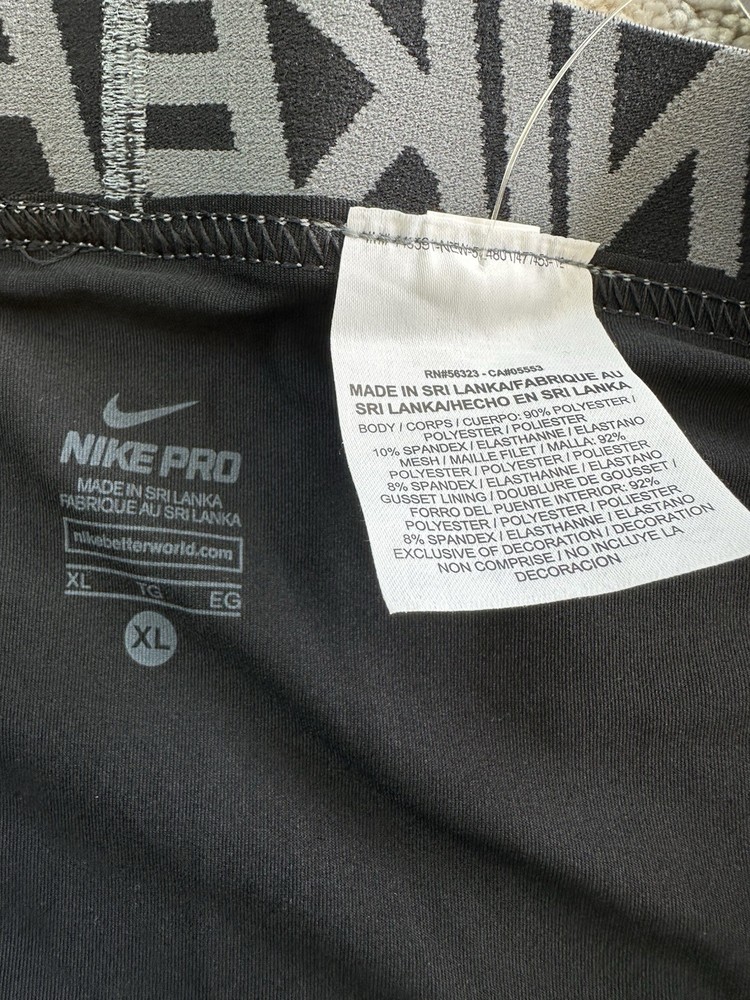 NIKE
NIKE PRO
MADE IN SRI LANKA
FABRIQUE AU SRI LANKA
nikebetterworld.com
XL TG EG
XL
RN#56323 - CA#05553
MADE IN SRI LANKA/FABRIQUE AU
SRI LANKA/HECHO EN SRI LANKA
BODY / CORPS / CUERPO: 90% POLYESTER /
POLYESTER / POLIESTER
10% SPANDEX / ELASTHANNE / ELASTANO
MESH / MAILLE FILET / MALLA: 92%
POLYESTER / POLYESTER / POLIESTER
8% SPANDEX / ELASTHANNE / ELASTANO
GUSSET LINING / DOUBLURE DE GOUSSET /
FORRO DEL PUENTE INTERIOR: 92%
POLYESTER / POLYESTER / POLIESTER
8% SPANDEX / ELASTHANNE / ELASTANO
EXCLUSIVE OF DECORATION / DECORATION
NON COMPRISE / NO INCLUYE LA
DECORACION